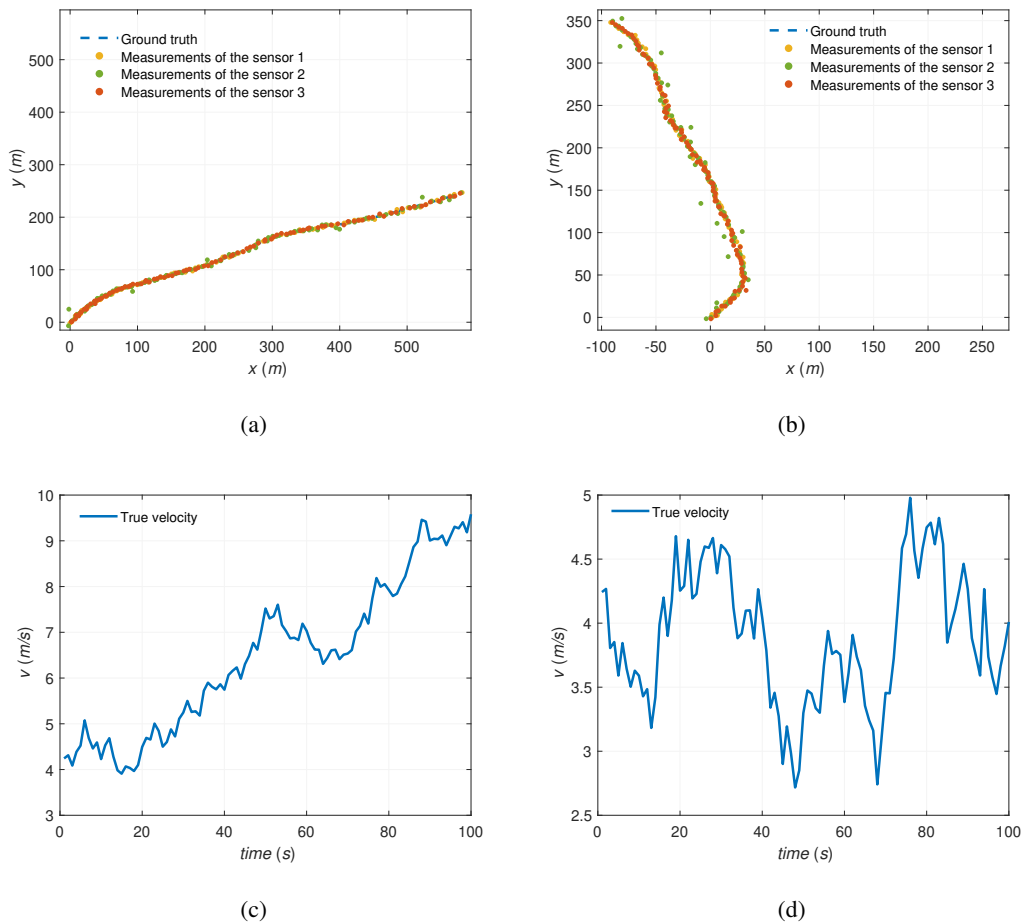 Ground truth
Measurements of the sensor 1
Measurements of the sensor 2
Measurements of the sensor 3
y (m)
600
500
400
300
200
100
0
0 100 200 300 400 500
x (m)
(a)
Ground truth
Measurements of the sensor 1
Measurements of the sensor 2
Measurements of the sensor 3
y (m)
350
300
250
200
150
100
50
0
-100 -50 0 50 100 150 200 250
x (m)
(b)
True velocity
v (m/s)
10
9
8
7
6
5
4
3
0 20 40 60 80 100
time (s)
(c)
True velocity
v (m/s)
5
4.5
4
3.5
3
2.5
0 20 40 60 80 100
time (s)
(d)